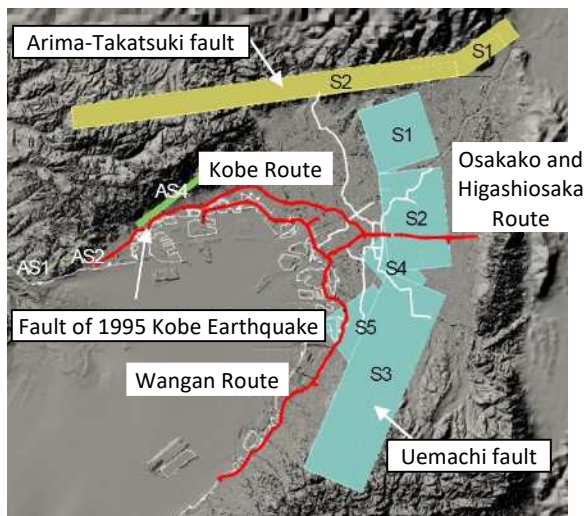 Arima-Takatsuki fault
S1
S2
S1
Kobe Route
Osakako and
Higashiosaka
Route
AS4
S2
AS1
AS2
S4
Fault of 1995 Kobe Earthquake
S5
Wangan Route
S3
Uemachi fault